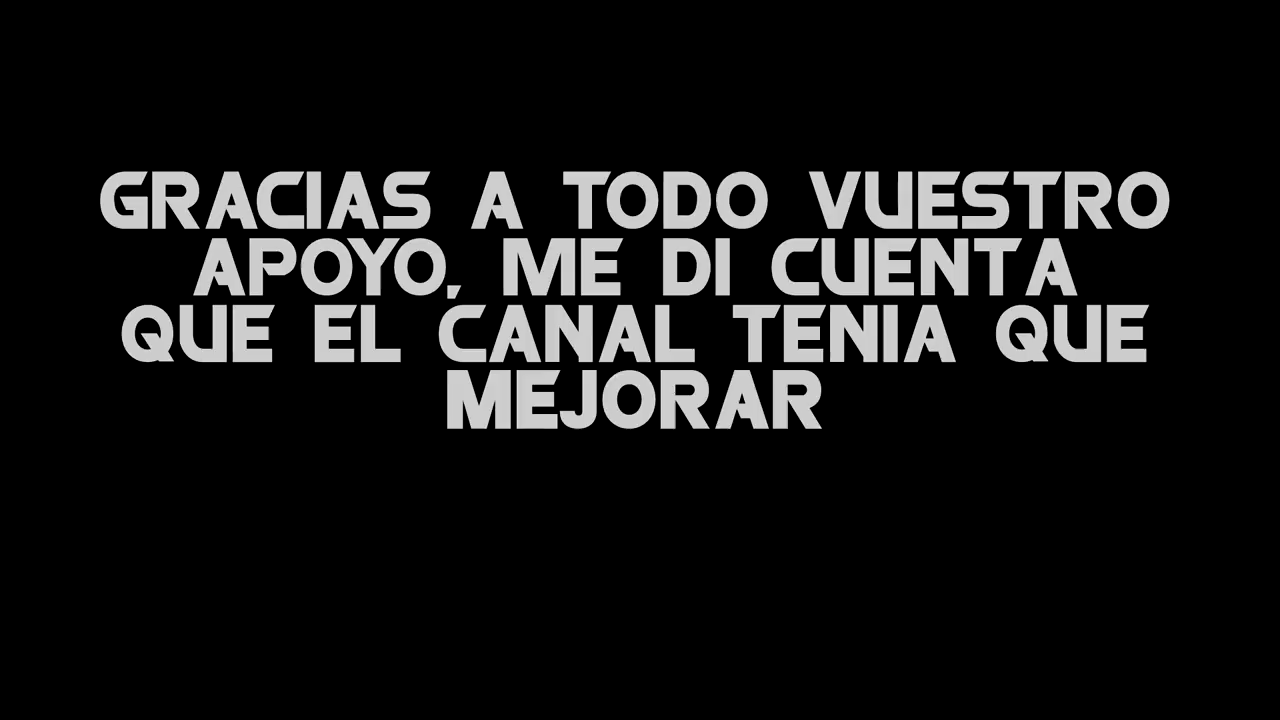 GRACIAS A TODO VUESTRO
APOYO, ME DI CUENTA
QUE EL CANAL TENIA QUE
MEJORAR